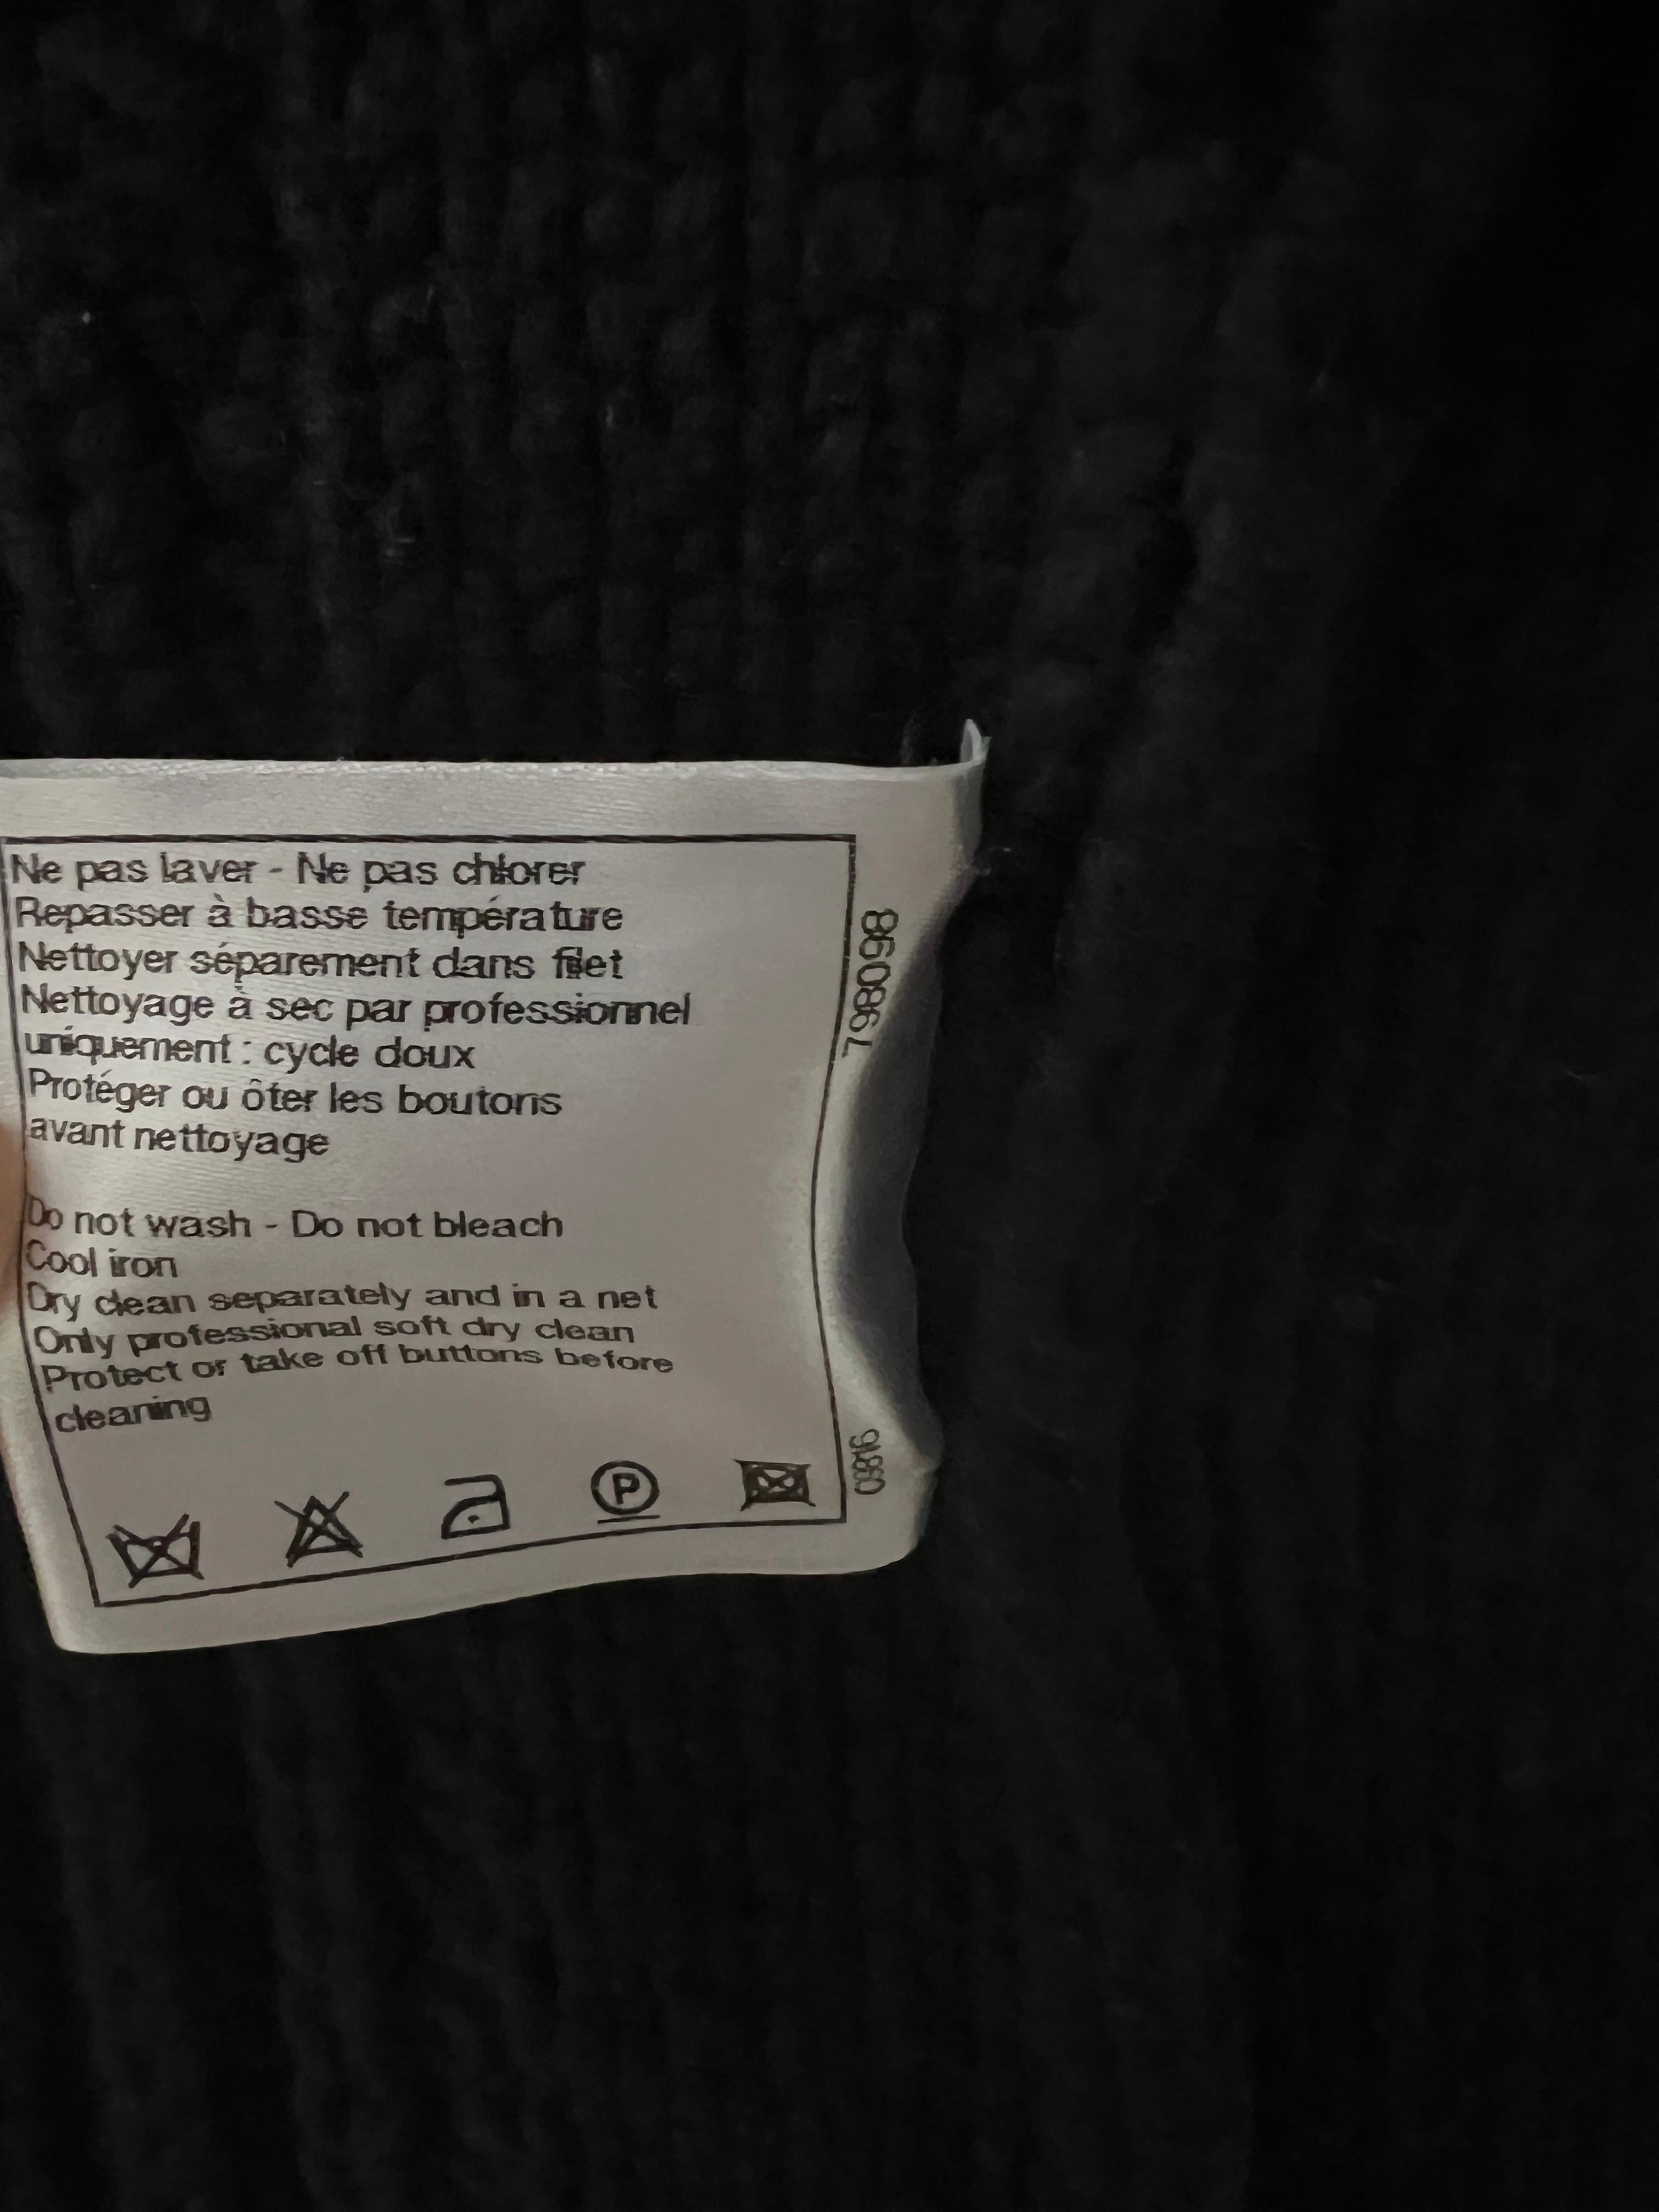 Ne pas laver - Ne pas chlorer
Repasser à basse température
Nettoyer séparement dans filet
Nettoyage à sec par professionnel
uniquement : cycle doux
Protéger ou ôter les boutons
avant nettoyage
Do not wash - Do not bleach
Cool iron
Dry clean separately and in a net
Only professional soft dry clean
Protect or take off buttons before
cleaning
P